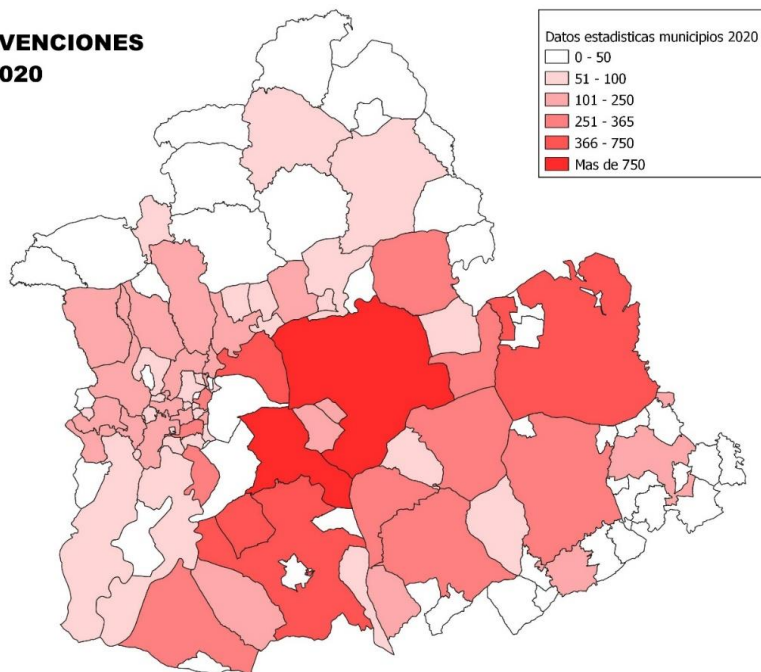 VENCIONES
020
Datos estadisticas municipios 2020
0 - 50
51 - 100
101 - 250
251 - 365
366 - 750
Mas de 750